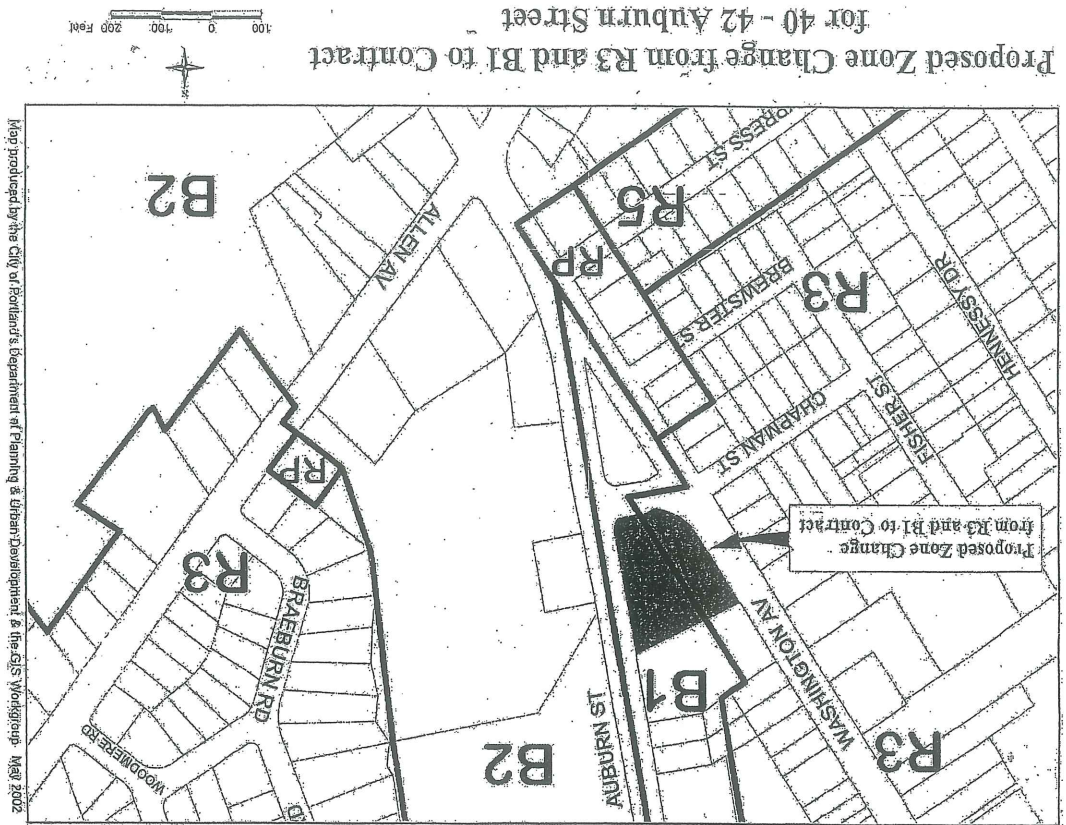 R3
B2
AUBURN ST
B1
WASHINGTON AV
WOODMERE RD
D
BRAEBURN RD
R3
Proposed Zone Change
from R3 and B1 to Contract
RP
FISHER ST
CHAPMAN ST
HENNESSY DR
R3
BREWSTER S
RP
ALLEN AV
R5
PRESS ST
B2
Map produced by the City of Portland's Department of Planning & Urban Development & the GIS Workgroup May 2002
Proposed Zone Change from R3 and B1 to Contract
for 40 - 42 Auburn Street
100 0 100 200 Feet